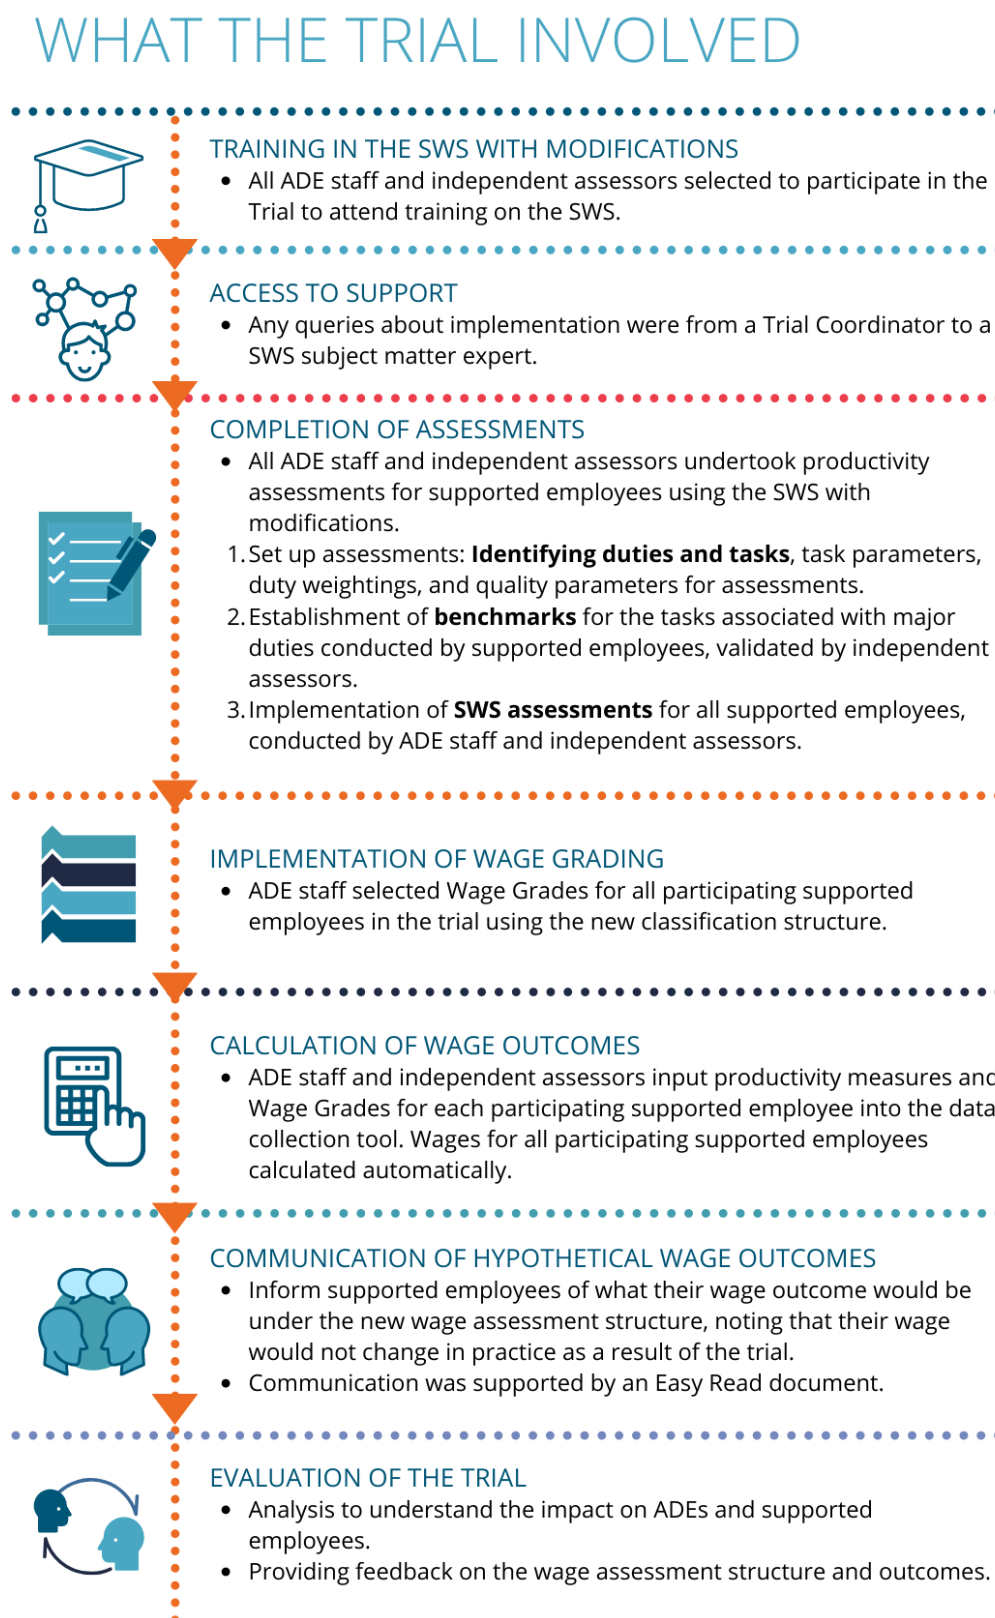 WHAT THE TRIAL INVOLVED
TRAINING IN THE SWS WITH MODIFICATIONS
• All ADE staff and independent assessors selected to participate in the
Trial to attend training on the SWS.
ACCESS TO SUPPORT
• Any queries about implementation were from a Trial Coordinator to a
SWS subject matter expert.
COMPLETION OF ASSESSMENTS
• All ADE staff and independent assessors undertook productivity
assessments for supported employees using the SWS with
modifications.
1. Set up assessments: Identifying duties and tasks, task parameters,
duty weightings, and quality parameters for assessments.
2. Establishment of benchmarks for the tasks associated with major
duties conducted by supported employees, validated by independent
assessors.
3. Implementation of SWS assessments for all supported employees,
conducted by ADE staff and independent assessors.
IMPLEMENTATION OF WAGE GRADING
• ADE staff selected Wage Grades for all participating supported
employees in the trial using the new classification structure.
CALCULATION OF WAGE OUTCOMES
• ADE staff and independent assessors input productivity measures and
Wage Grades for each participating supported employee into the data
collection tool. Wages for all participating supported employees
calculated automatically.
COMMUNICATION OF HYPOTHETICAL WAGE OUTCOMES
• Inform supported employees of what their wage outcome would be
under the new wage assessment structure, noting that their wage
would not change in practice as a result of the trial.
• Communication was supported by an Easy Read document.
EVALUATION OF THE TRIAL
• Analysis to understand the impact on ADEs and supported
employees.
• Providing feedback on the wage assessment structure and outcomes.